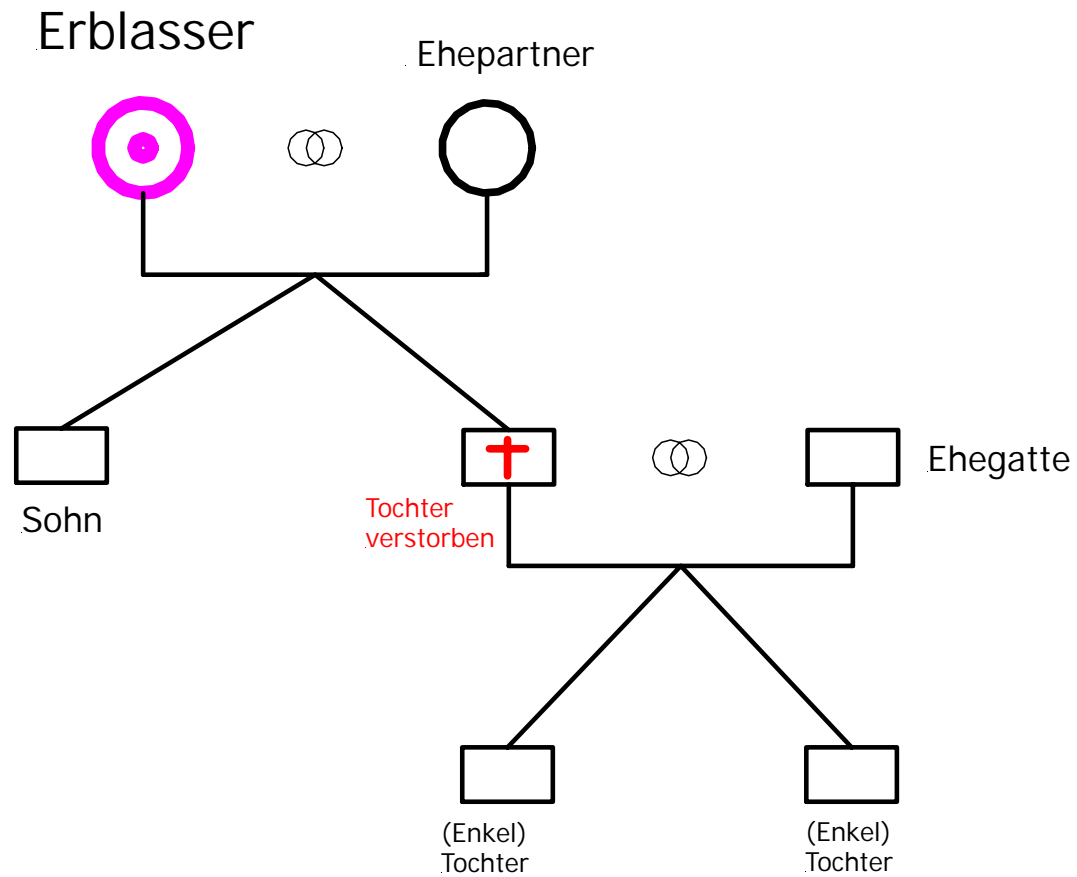 Erblasser
Ehepartner
Ehegatte
Sohn
Tochter
verstorben
(Enkel)
Tochter
(Enkel)
Tochter